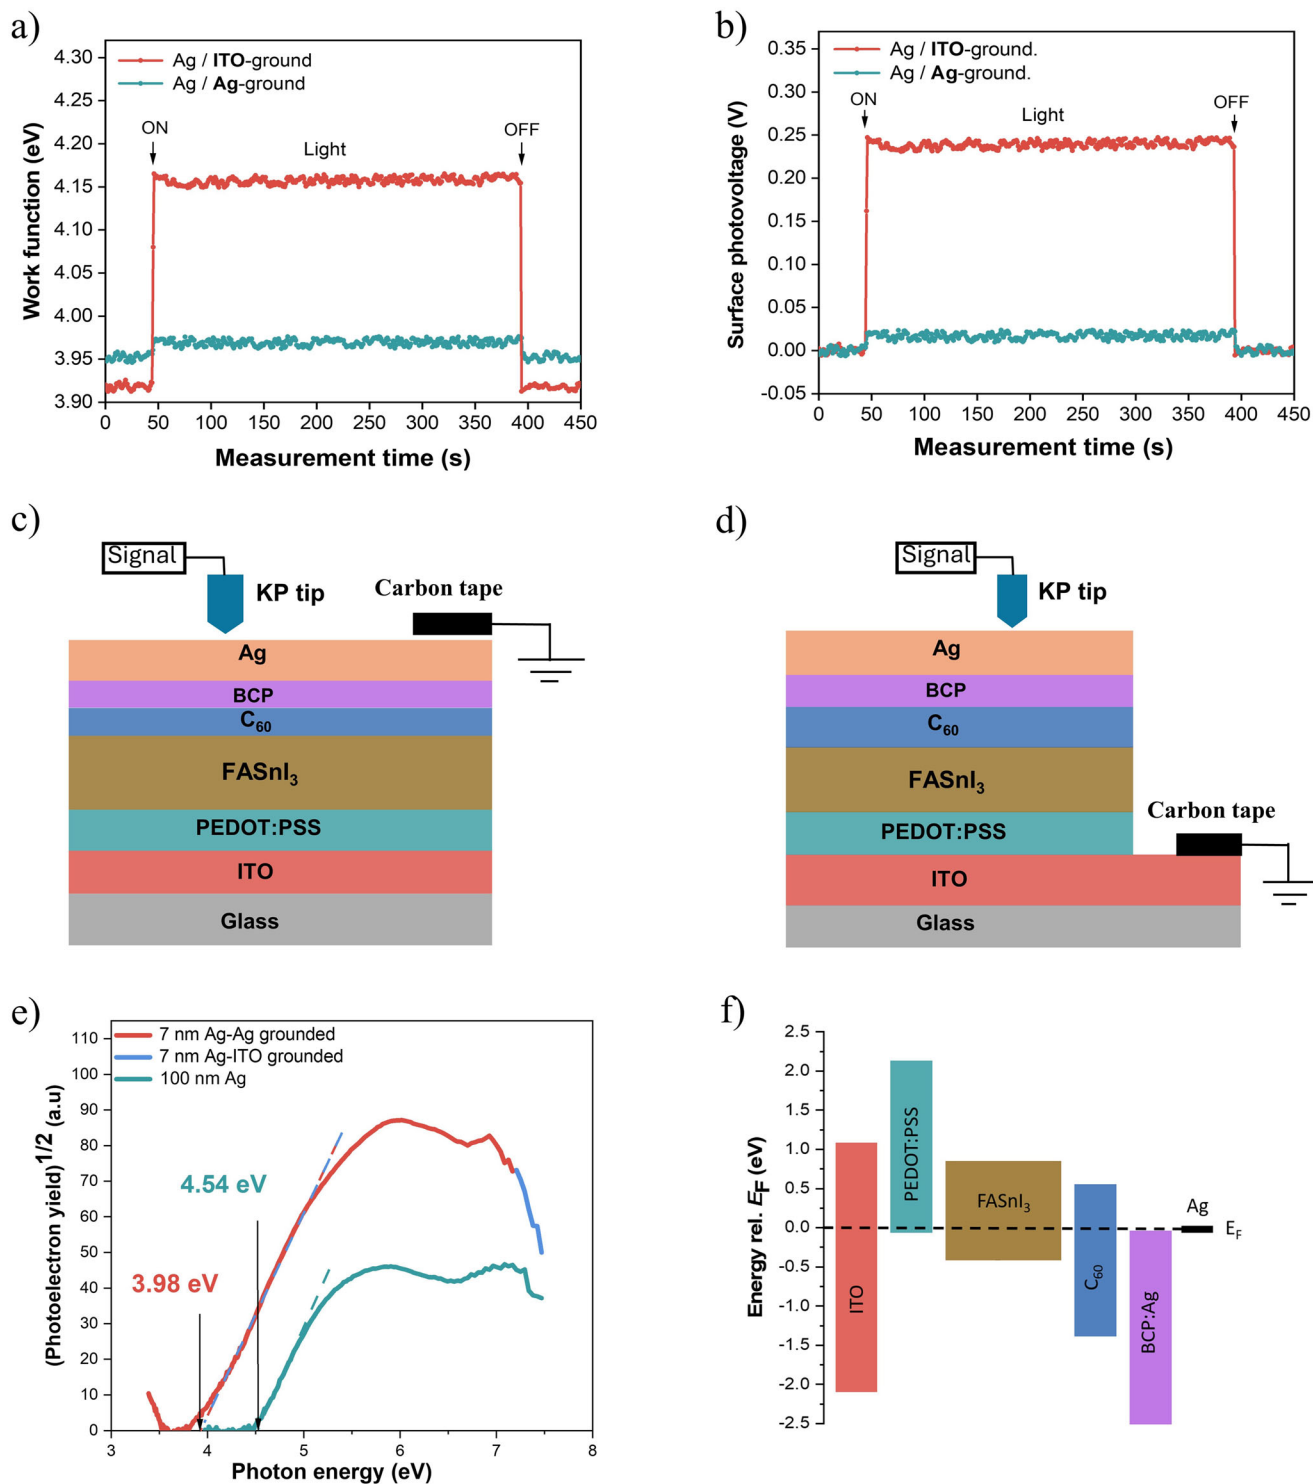 a)
Ag / ITO-ground
Ag / Ag-ground
ON
Light
OFF
Work function (eV)
4.30
4.25
4.20
4.15
4.10
4.05
4.00
3.95
3.90
0 50 100 150 200 250 300 350 400 450
Measurement time (s)
b)
Ag / ITO-ground.
Ag / Ag-ground.
ON
Light
OFF
Surface photovoltage (V)
0.35
0.30
0.25
0.20
0.15
0.10
0.05
0.00
-0.05
0 50 100 150 200 250 300 350 400 450
Measurement time (s)
c)
Signal
KP tip
Carbon tape
Ag
BCP
C60
FASnI3
PEDOT:PSS
ITO
Glass
d)
Signal
KP tip
Ag
BCP
C60
FASnI3
Carbon tape
PEDOT:PSS
ITO
Glass
e)
7 nm Ag-Ag grounded
7 nm Ag-ITO grounded
100 nm Ag
(Photoelectron yield)1/2 (a.u)
110
100
90
80
70
60
50
40
30
20
10
0
4.54 eV
3.98 eV
3 4 5 6 7 8
Photon energy (eV)
f)
Energy rel. EF (eV)
2.5
2.0
1.5
1.0
0.5
0.0
-0.5
-1.0
-1.5
-2.0
-2.5
ITO
PEDOT:PSS
FASnI3
C60
BCP:Ag
Ag
EF